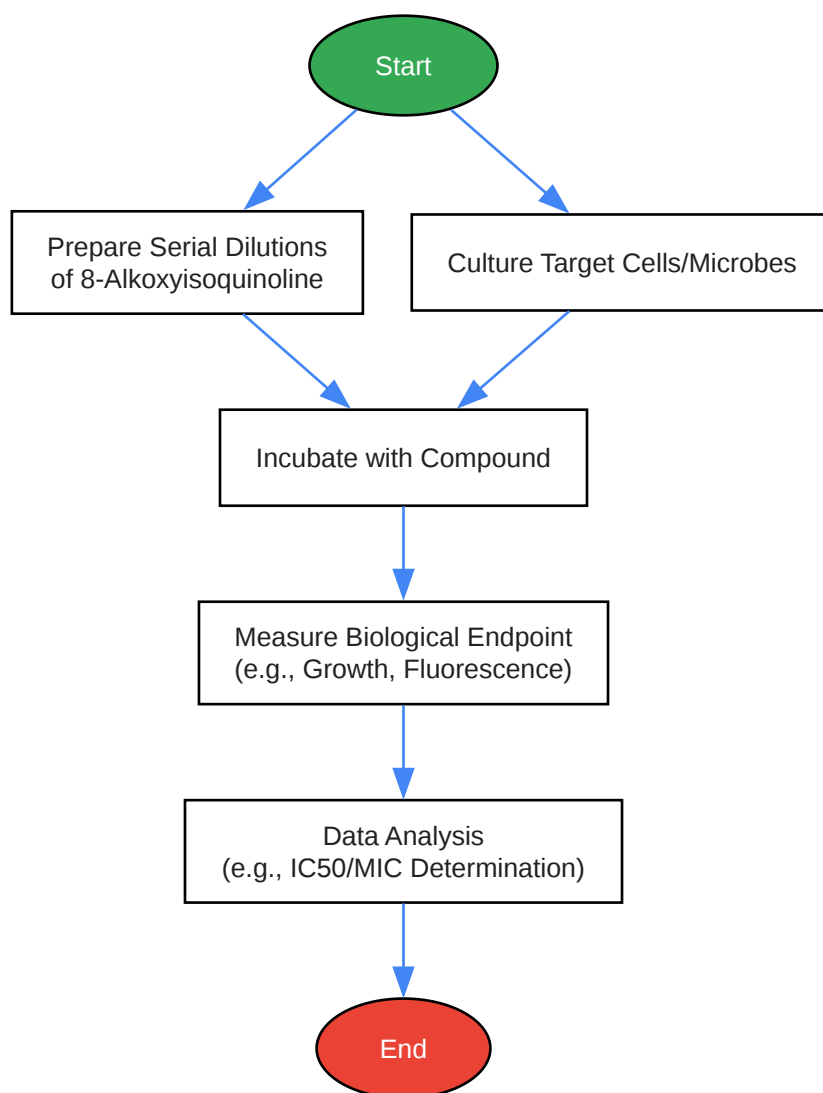 Start
Prepare Serial Dilutions
of 8-Alkoxyisoquinoline
Culture Target Cells/Microbes
Incubate with Compound
Measure Biological Endpoint
(e.g., Growth, Fluorescence)
Data Analysis
(e.g., IC50/MIC Determination)
End